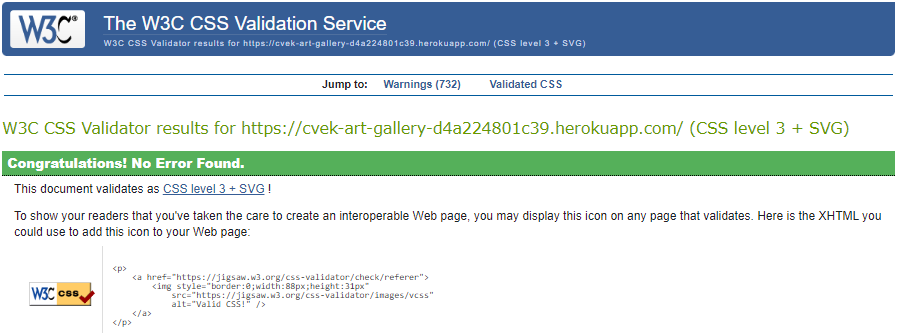 W3C® The W3C CSS Validation Service
W3C CSS Validator results for https://cvek-art-gallery-d4a224801c39.herokuapp.com/ (CSS level 3 + SVG)
Jump to: Warnings (732) Validated CSS
W3C CSS Validator results for https://cvek-art-gallery-d4a224801c39.herokuapp.com/ (CSS level 3 + SVG)
Congratulations! No Error Found.
This document validates as CSS level 3 + SVG !
To show your readers that you've taken the care to create an interoperable Web page, you may display this icon on any page that validates. Here is the XHTML you
could use to add this icon to your Web page:
<p>
<a href="https://jigsaw.w3.org/css-validator/check/referer">
<img style="border:0;width:88px;height:31px"
W3C css src="https://jigsaw.w3.org/css-validator/images/vcss"
alt="Valid CSS!" />
</a>
</p>